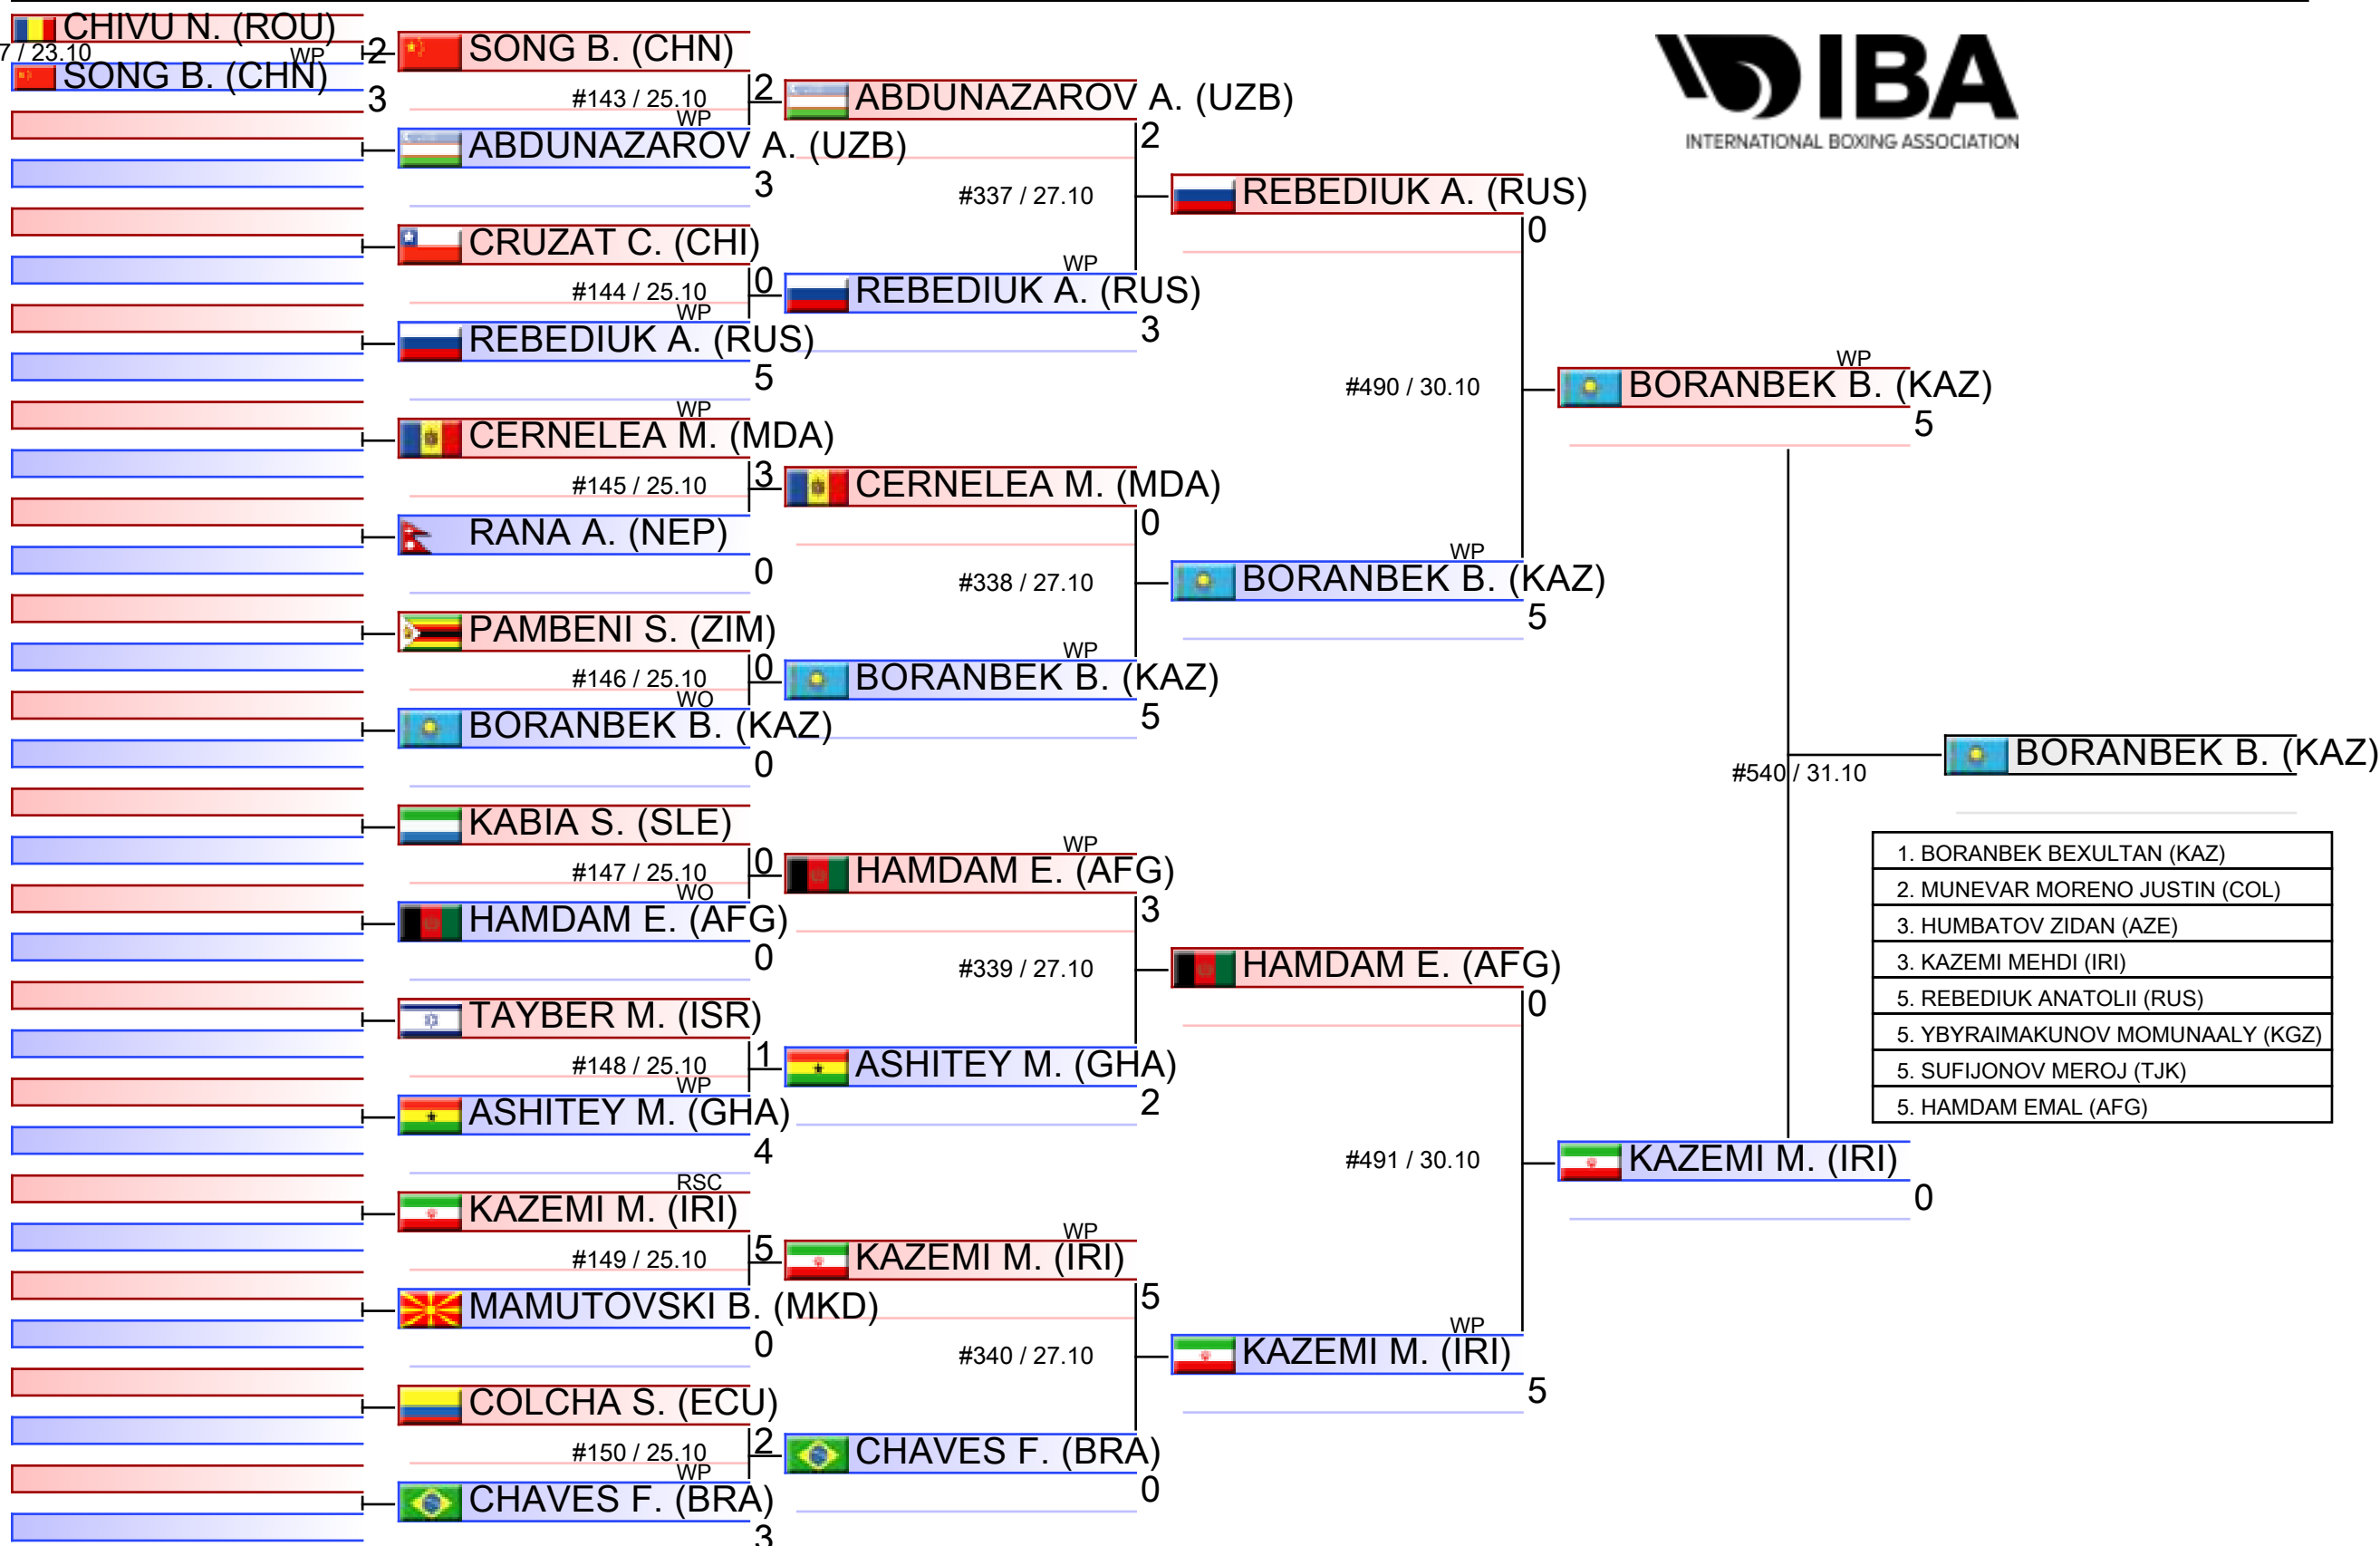 CHIVU N. (ROU)
7 / 23.10
WP
2
SONG B. (CHN)
3
SONG B. (CHN)
#143 / 25.10
2
WP
ABDUNAZAROV A. (UZB)
3
CRUZAT C. (CHI)
#144 / 25.10
0
WP
REBEDIUK A. (RUS)
5
WP
CERNELEA M. (MDA)
#145 / 25.10
3
RANA A. (NEP)
0
PAMBENI S. (ZIM)
#146 / 25.10
0
WO
BORANBEK B. (KAZ)
0
KABIA S. (SLE)
#147 / 25.10
0
WO
HAMDAM E. (AFG)
0
TAYBER M. (ISR)
#148 / 25.10
1
WP
ASHITEY M. (GHA)
4
RSC
KAZEMI M. (IRI)
#149 / 25.10
5
MAMUTOVSKI B. (MKD)
0
COLCHA S. (ECU)
#150 / 25.10
2
WP
CHAVES F. (BRA)
3
ABDUNAZAROV A. (UZB)
2
#337 / 27.10
WP
REBEDIUK A. (RUS)
3
CERNELEA M. (MDA)
0
#338 / 27.10
WP
BORANBEK B. (KAZ)
5
WP
HAMDAM E. (AFG)
3
#339 / 27.10
ASHITEY M. (GHA)
2
WP
KAZEMI M. (IRI)
5
#340 / 27.10
CHAVES F. (BRA)
0
REBEDIUK A. (RUS)
0
#490 / 30.10
WP
BORANBEK B. (KAZ)
5
HAMDAM E. (AFG)
0
#491 / 30.10
WP
KAZEMI M. (IRI)
5
WP
BORANBEK B. (KAZ)
5
#540 / 31.10
KAZEMI M. (IRI)
0
BORANBEK B. (KAZ)
IBA
INTERNATIONAL BOXING ASSOCIATION
1. BORANBEK BEXULTAN (KAZ)
2. MUNEVAR MORENO JUSTIN (COL)
3. HUMBATOV ZIDAN (AZE)
3. KAZEMI MEHDI (IRI)
5. REBEDIUK ANATOLII (RUS)
5. YBYRAIMAKUNOV MOMUNAALY (KGZ)
5. SUFIJONOV MEROJ (TJK)
5. HAMDAM EMAL (AFG)